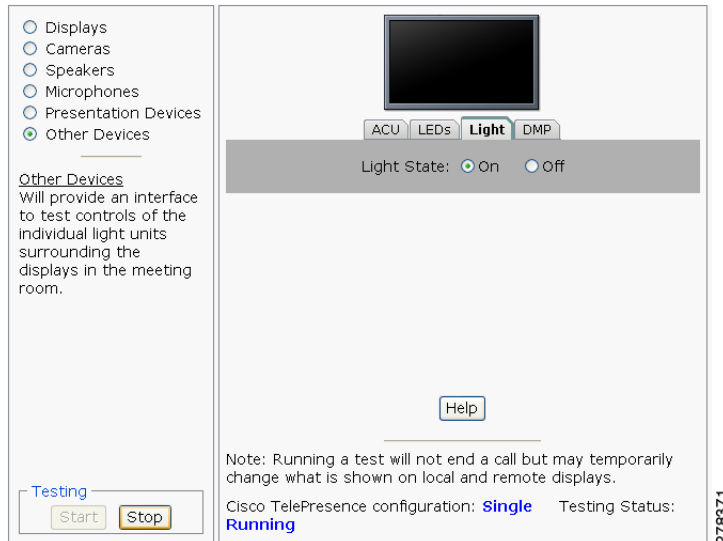 Displays
Cameras
Speakers
Microphones
Presentation Devices
Other Devices
Other Devices
Will provide an interface
to test controls of the
individual light units
surrounding the
displays in the meeting
room.
Testing
Start Stop
ACU LEDs Light DMP
Light State: On Off
Help
Note: Running a test will not end a call but may temporarily
change what is shown on local and remote displays.
Cisco TelePresence configuration: Single Testing Status:
Running